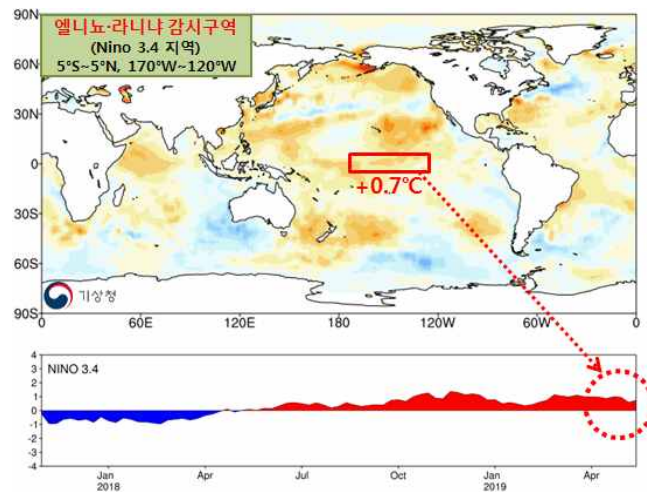 엘니뇨·라니냐 감시구역
(Nino 3.4 지역)
5°S~5°N, 170°W~120°W
90N
60N
30N
0
30S
60S
90S
+0.7℃
기상청
0 60E 120E 180 120W 60W 0
NINO 3.4
4
3
2
1
0
-1
-2
-3
-4
Jan Apr Jul Oct Jan Apr
2018 2019